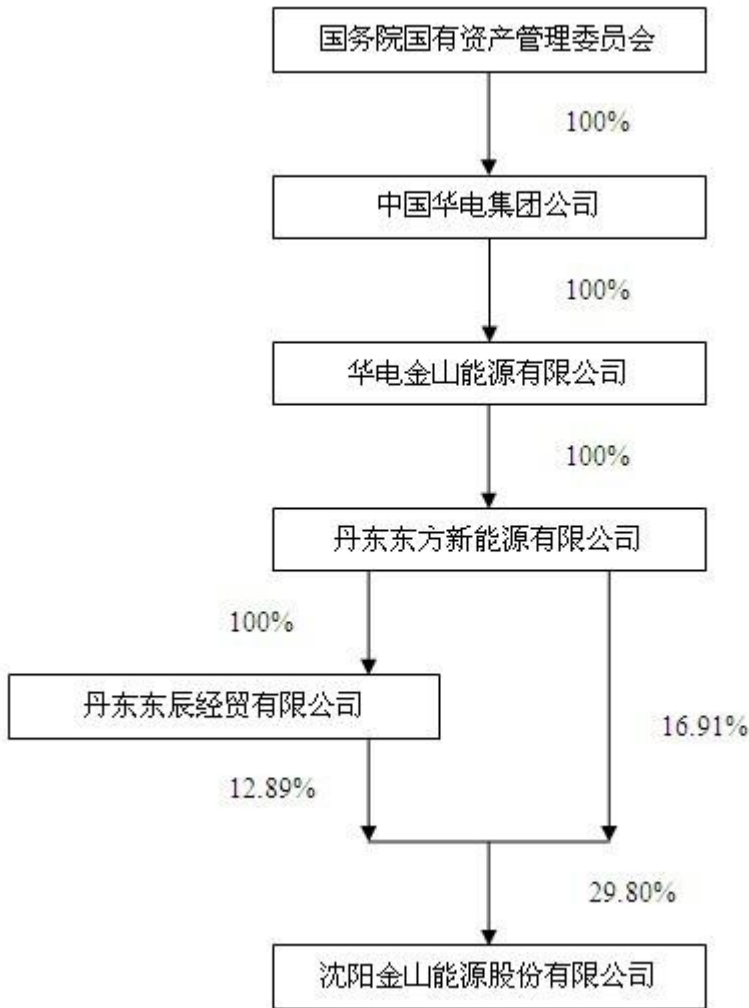 国务院国有资产管理委员会
100%
中国华电集团公司
100%
华电金山能源有限公司
100%
丹东东方新能源有限公司
100%
丹东东辰经贸有限公司
16.91%
12.89%
29.80%
沈阳金山能源股份有限公司